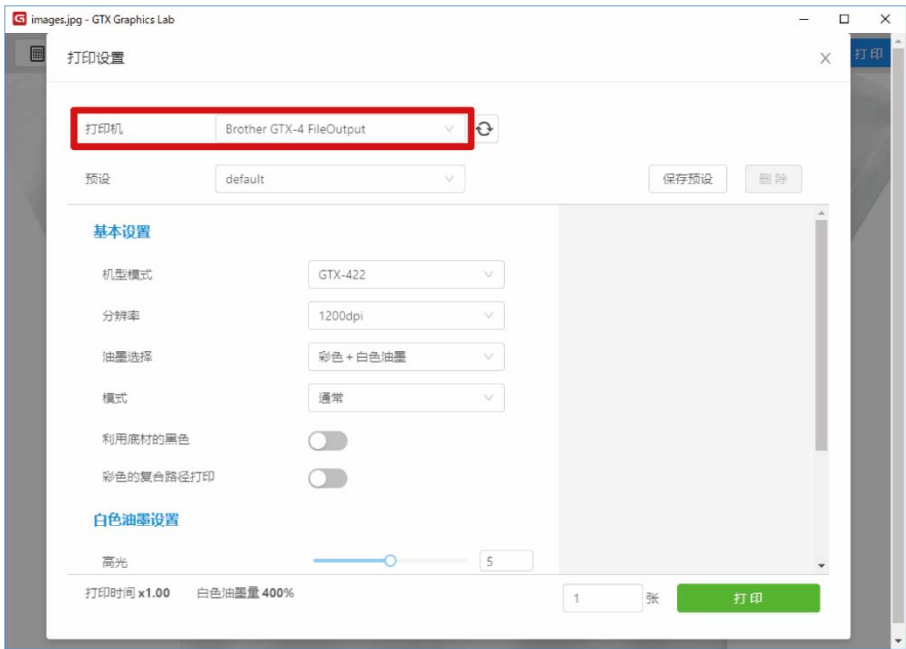 images.jpg - GTX Graphics Lab
打印设置
打印
打印机 Brother GTX-4 FileOutput
预设 default 保存预设 删除
基本设置
机型模式 GTX-422
分辨率 1200dpi
油墨选择 彩色+白色油墨
模式 通常
利用底材的黑色
彩色的复合路径打印
白色油墨设置
高光 5
打印时间 x1.00 白色油墨量 400% 1 张 打印